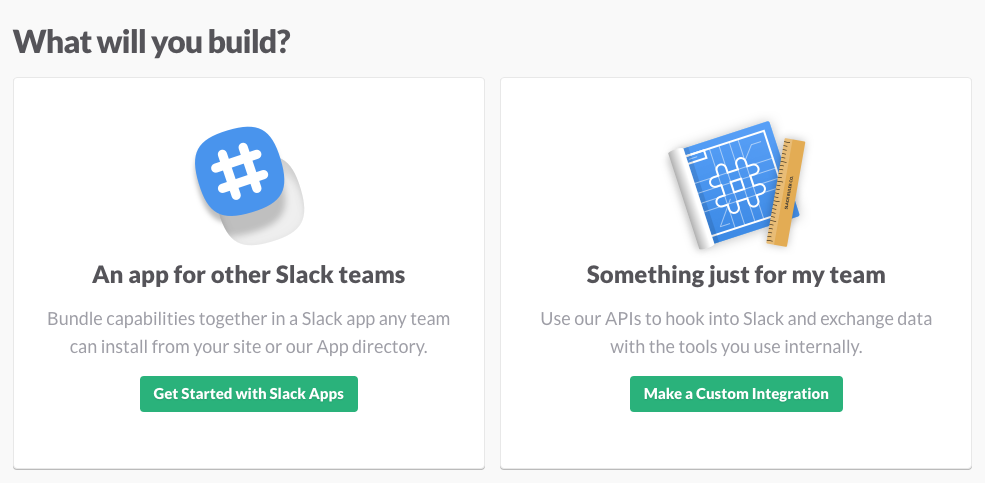 What will you build?
An app for other Slack teams
Bundle capabilities together in a Slack app any team
can install from your site or our App directory.
Get Started with Slack Apps
Something just for my team
Use our APIs to hook into Slack and exchange data
with the tools you use internally.
Make a Custom Integration